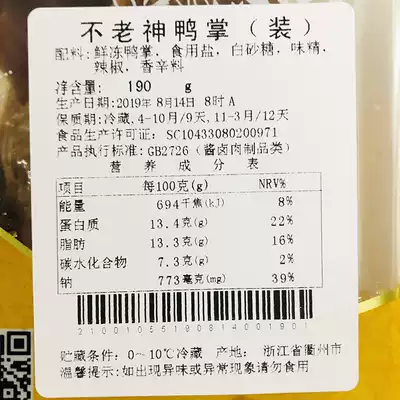 不老神鸭掌（装）
配料: 鲜冻鸭掌, 食用盐, 白砂糖, 味精,
辣椒, 香辛料
净含量: 190 g
生产日期:2019年 8月14日 8时 A
保质期:冷藏, 4-10月/9天, 11-3月/12天
食品生产许可证: SC10433080200971
产品执行标准:GB2726（酱卤肉制品类）
营 养 成 分 表
项目 每100克(g) NRV%
能量 694千焦(kJ) 8%
蛋白质 13.4克(g) 22%
脂肪 13.3克(g) 16%
碳水化合物 7.3克(g) 2%
钠 773毫克(mg) 39%
2100105519081400190 1
贮藏条件: 0~10℃冷藏 产地: 浙江省衢州市
温馨提示:如出现异味或异常现象请勿食用